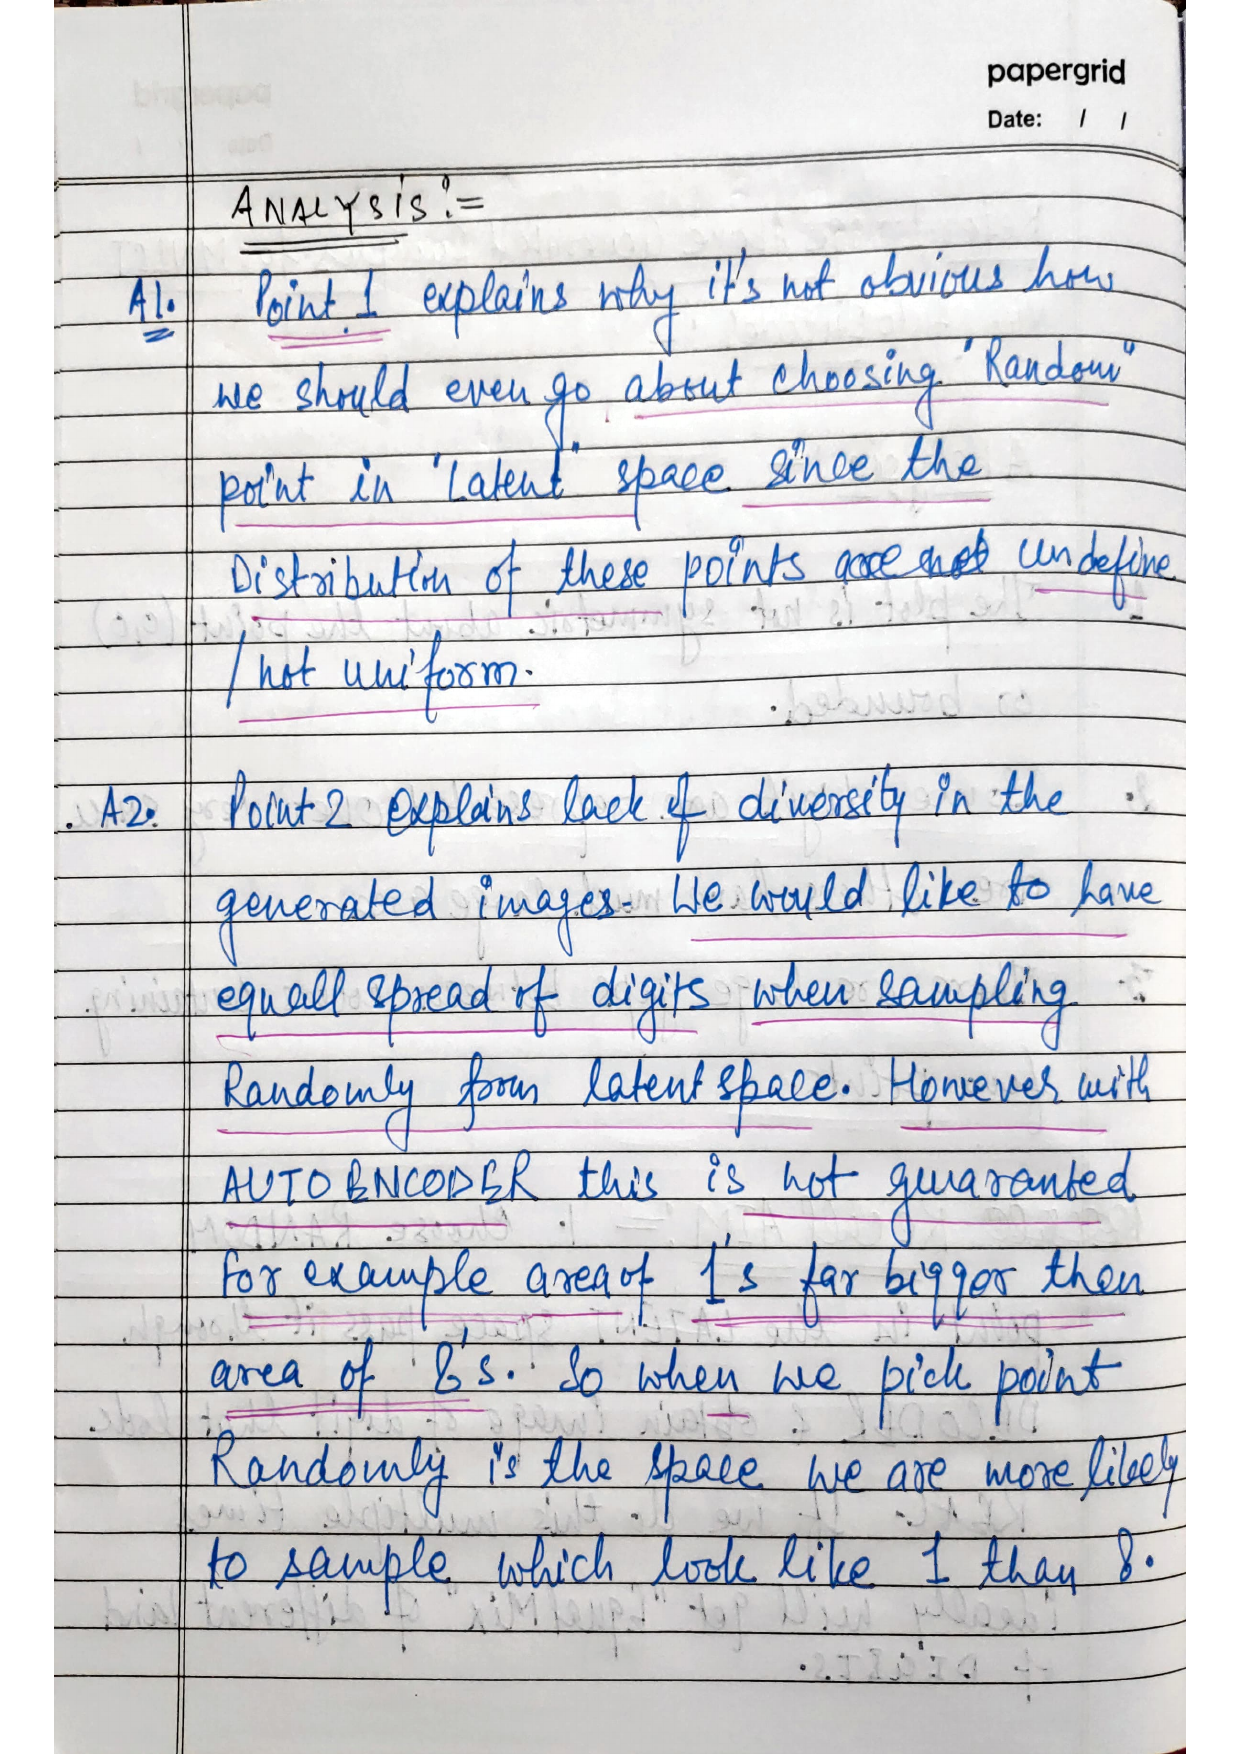 papergrid
Date: / /
ANALYSIS:=
A1. Point 1 explains why it's not obvious how
we should even go about choosing "Random"
point in "Latent" space since the
Distribution of these points undefine
/ not uniform.
A2. Point 2 explains lack of diversity in the
generated images. We would like to have
equall spread of digits when sampling
Randomly from latent space. However with
AUTOENCODER this is not guaranted
for example area of 1's far bigger then
area of 8's. So when we pick point
Randomly is the space we are more likely
to sample which look like 1 than 8.